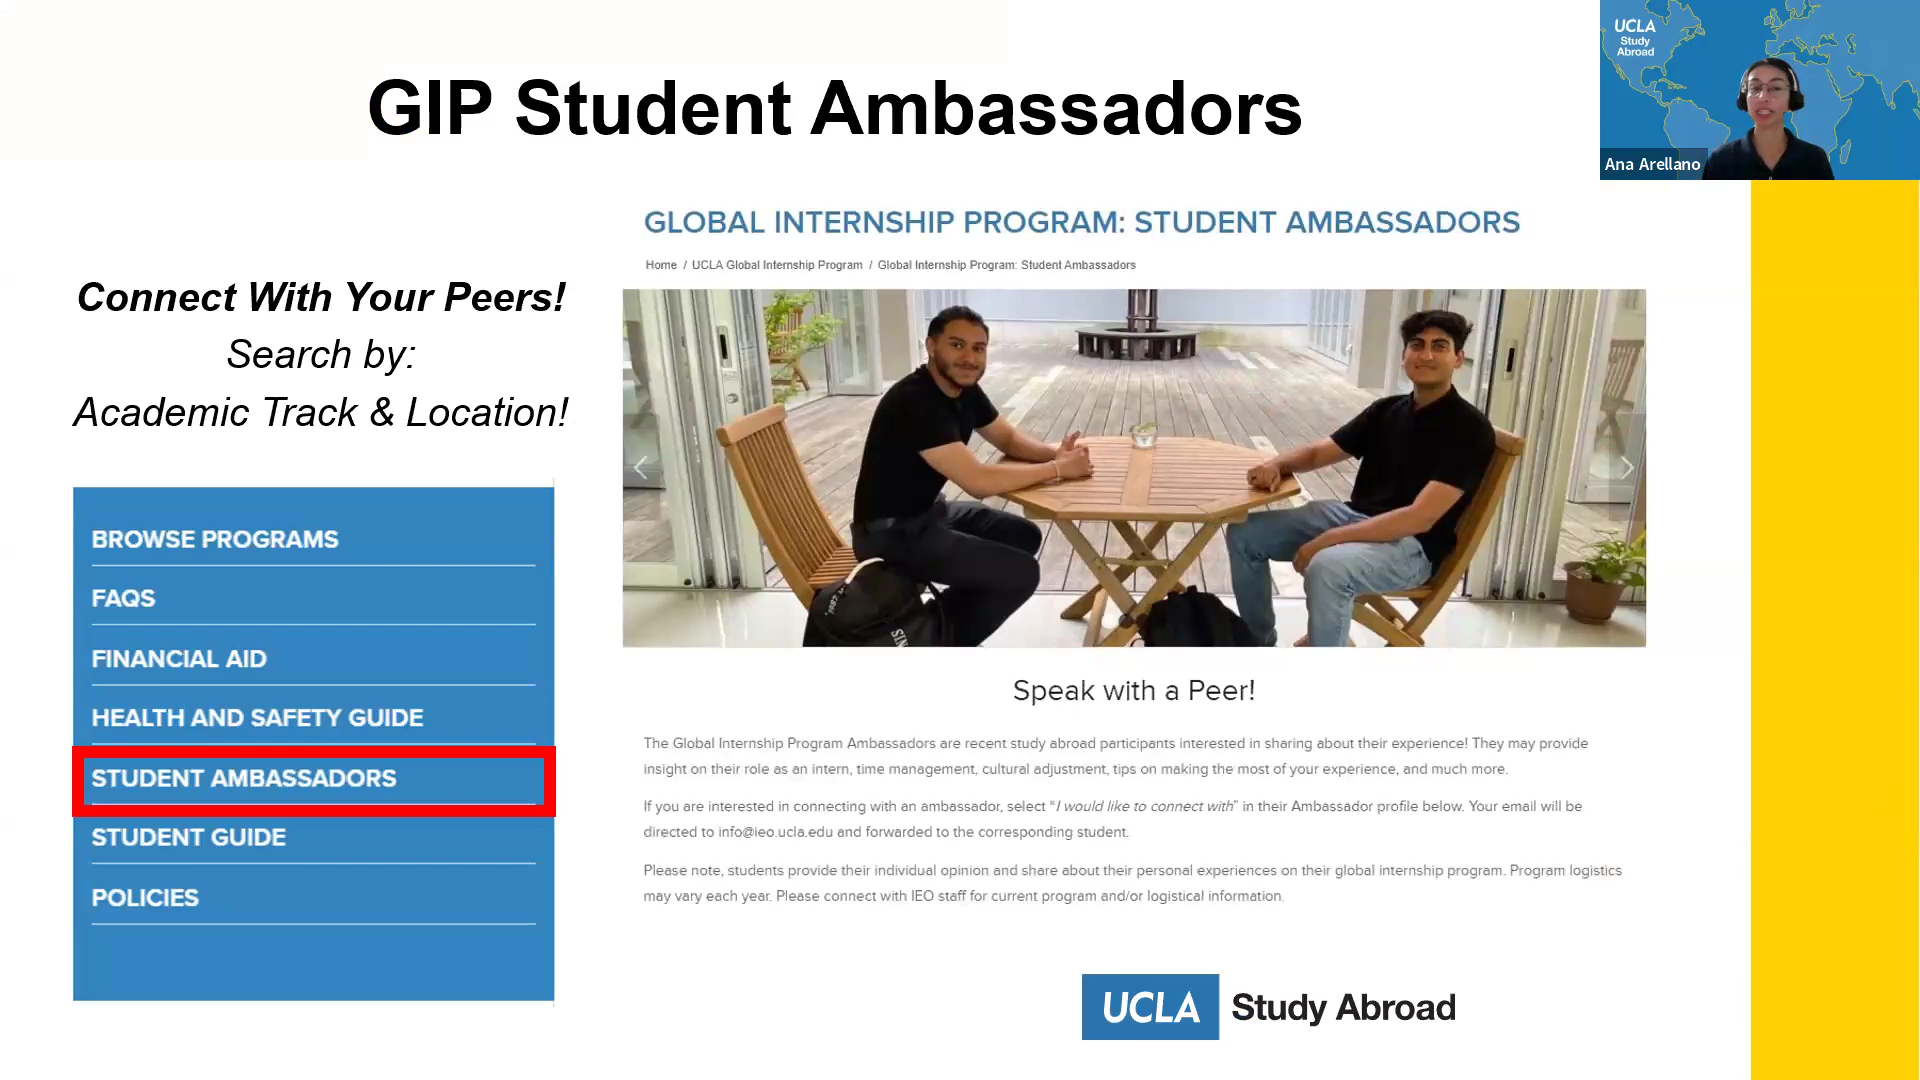 GIP Student Ambassadors
UCLA
Study
Abroad
Ana Arellano
Connect With Your Peers!
Search by:
Academic Track & Location!
BROWSE PROGRAMS
FAQS
FINANCIAL AID
HEALTH AND SAFETY GUIDE
STUDENT AMBASSADORS
STUDENT GUIDE
POLICIES
GLOBAL INTERNSHIP PROGRAM: STUDENT AMBASSADORS
Home / UCLA Global Internship Program / Global Internship Program: Student Ambassadors
Speak with a Peer!
The Global Internship Program Ambassadors are recent study abroad participants interested in sharing about their experience! They may provide
insight on their role as an intern, time management, cultural adjustment, tips on making the most of your experience, and much more.
If you are interested in connecting with an ambassador, select “I would like to connect with” in their Ambassador profile below. Your email will be
directed to info@ieo.ucla.edu and forwarded to the corresponding student.
Please note, students provide their individual opinion and share about their personal experiences on their global internship program. Program logistics
may vary each year. Please connect with IEO staff for current program and/or logistical information.
UCLA Study Abroad